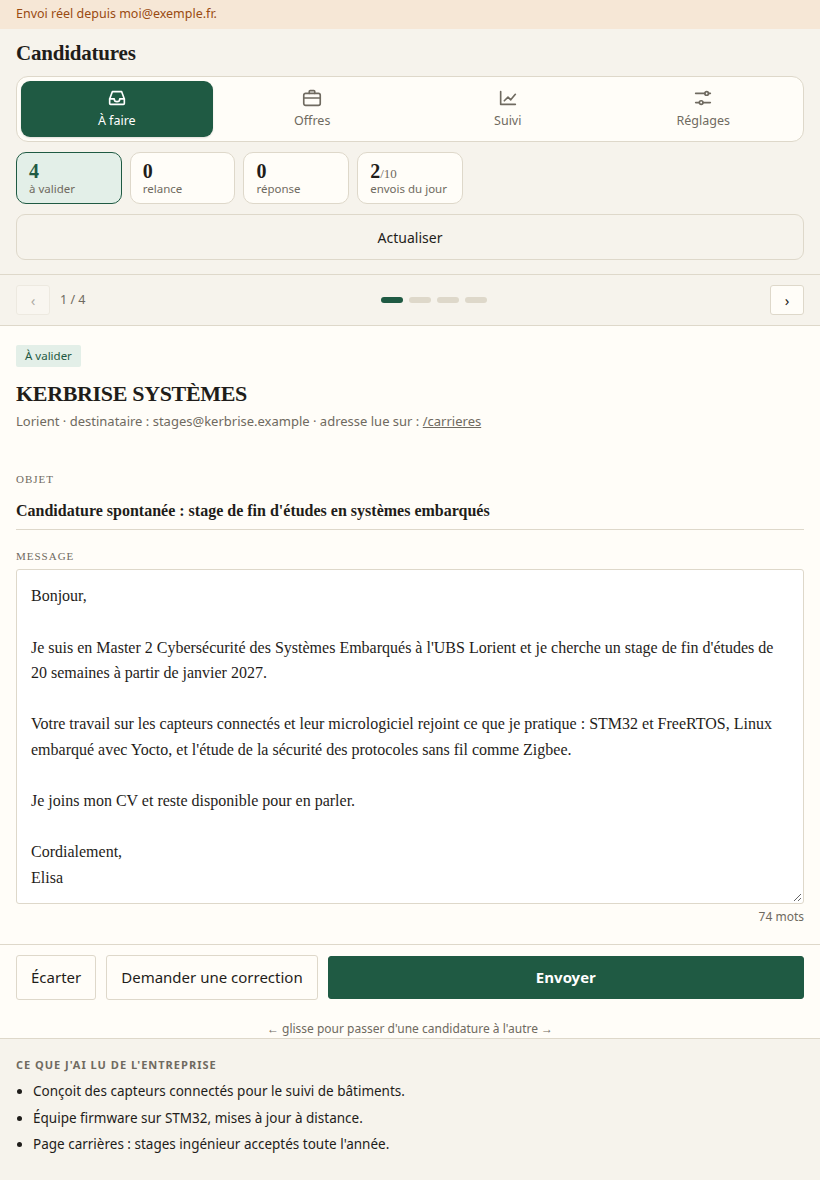 Envoi réel depuis moi@exemple.fr.
Candidatures
À faire
Offres
Suivi
Réglages
4
à valider
0
relance
0
réponse
2/10
envois du jour
Actualiser
‹
1 / 4
›
À valider
KERBRISE SYSTÈMES
Lorient · destinataire : stages@kerbrise.example · adresse lue sur : /carrieres
OBJET
Candidature spontanée : stage de fin d'études en systèmes embarqués
MESSAGE
Bonjour,
Je suis en Master 2 Cybersécurité des Systèmes Embarqués à l'UBS Lorient et je cherche un stage de fin d'études de
20 semaines à partir de janvier 2027.
Votre travail sur les capteurs connectés et leur micrologiciel rejoint ce que je pratique : STM32 et FreeRTOS, Linux
embarqué avec Yocto, et l'étude de la sécurité des protocoles sans fil comme Zigbee.
Je joins mon CV et reste disponible pour en parler.
Cordialement,
Elisa
74 mots
Écarter
Demander une correction
Envoyer
← glisse pour passer d'une candidature à l'autre →
CE QUE J'AI LU DE L'ENTREPRISE
• Conçoit des capteurs connectés pour le suivi de bâtiments.
• Équipe firmware sur STM32, mises à jour à distance.
• Page carrières : stages ingénieur acceptés toute l'année.